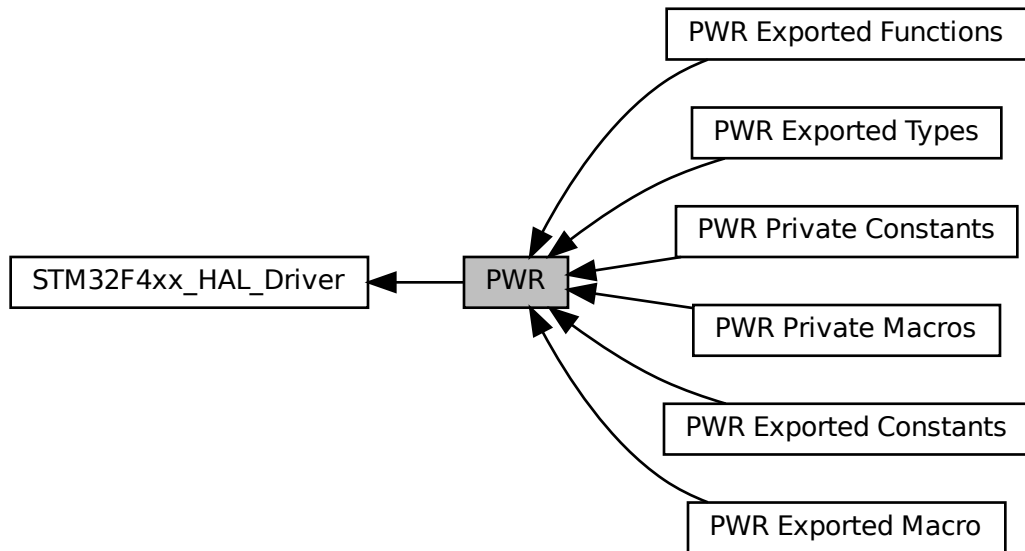 PWR Exported Functions
PWR Exported Types
PWR Private Constants
STM32F4xx_HAL_Driver
PWR
PWR Private Macros
PWR Exported Constants
PWR Exported Macro